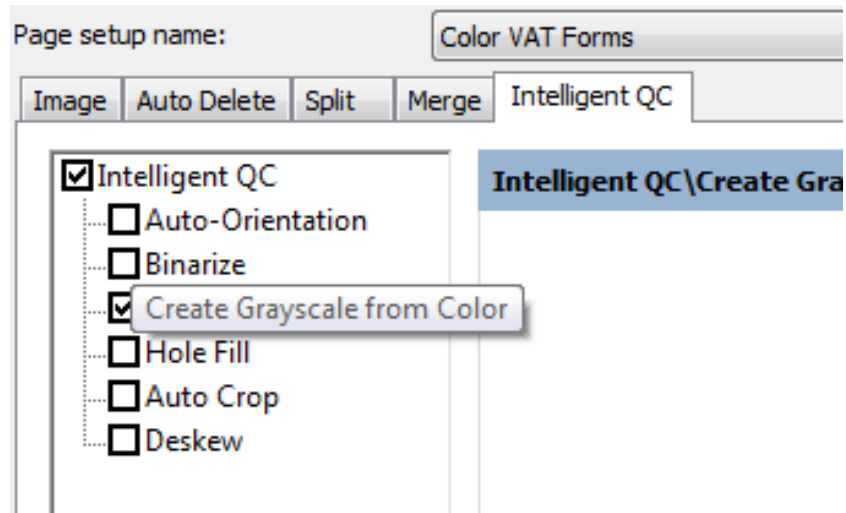 Page setup name: Color VAT Forms
Image Auto Delete Split Merge Intelligent QC
Intelligent QC
Auto-Orientation
Binarize
Create Grayscale from Color
Hole Fill
Auto Crop
Deskew
Intelligent QC\Create Gra